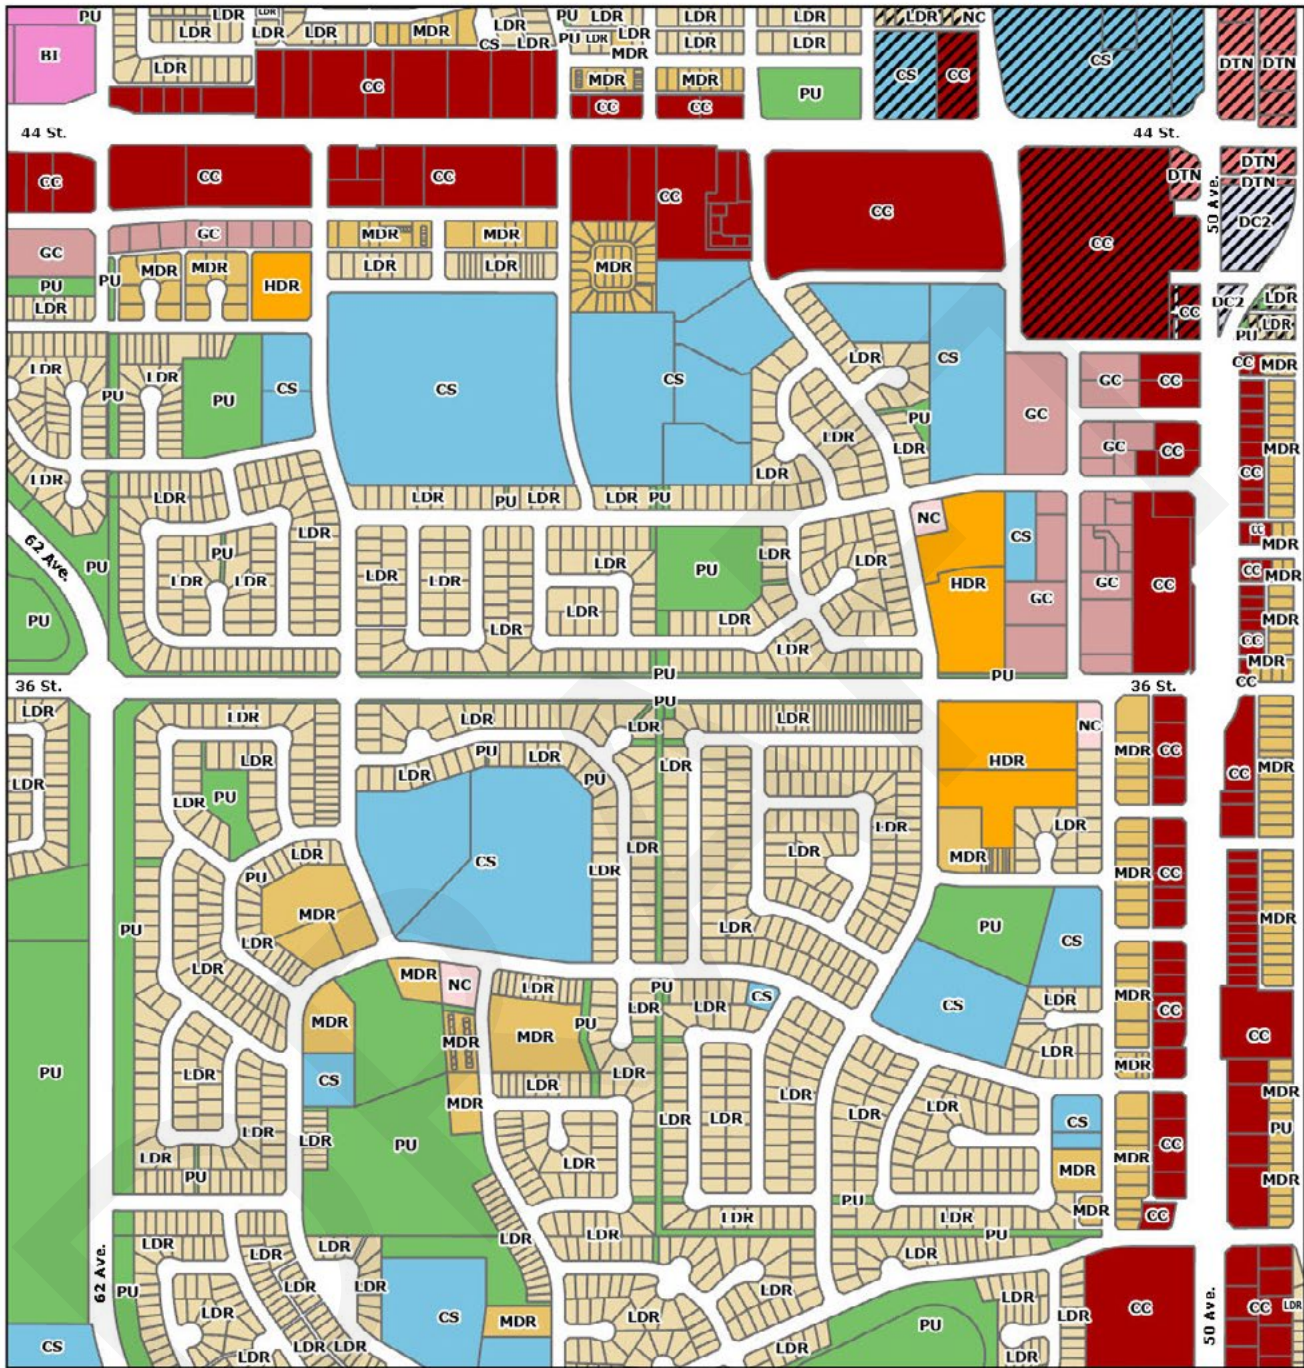 PU LDR LDR LDR PU LDR LDR LDR LDR NC
BI LDR LDR MDR CS LDR PU LDR LDR LDR LDR
MDR
LDR CC MDR MDR PU CS CC CS DTN DTN
CC CC
44 St. 44 St.
CC CC CC CC CC CC DTN DTN
DTN
50 Ave.
GC GC MDR MDR DC2
PU PU MDR MDR HDR LDR LDR MDR
LDR CC DC2 LDR
LDR
PU
LDR LDR PU CS CS CS LDR CS CC MDR
PU GC GC CC
PU
LDR GC CC MDR
LDR LDR LDR CC
LDR LDR PU LDR LDR PU LDR
NC
62 Ave. LDR CS CC
PU LDR LDR PU LDR LDR LDR PU LDR LDR MDR
LDR LDR HDR GC CC CC MDR
PU LDR GC MDR
LDR LDR CC
LDR MDR
PU PU CC
36 St. 36 St.
LDR LDR LDR PU LDR LDR NC
LDR PU LDR LDR MDR CC
LDR LDR PU LDR PU HDR CC MDR
LDR PU
LDR LDR LDR
LDR CS LDR LDR MDR MDR CC
PU
MDR LDR PU MDR
PU LDR CS
LDR MDR NC LDR PU CS MDR CC
LDR LDR CS LDR
MDR MDR MDR PU LDR CC
LDR MDR
PU LDR CS LDR LDR LDR MDR
MDR LDR LDR LDR LDR CS
LDR LDR PU LDR MDR CC PU
LDR PU MDR MDR
PU MDR
LDR LDR LDR PU CC
62 Ave. LDR LDR LDR LDR LDR
PU LDR LDR LDR LDR
LDR CS MDR LDR PU LDR CC CC LDR
CS LDR LDR LDR LDR 50 Ave.